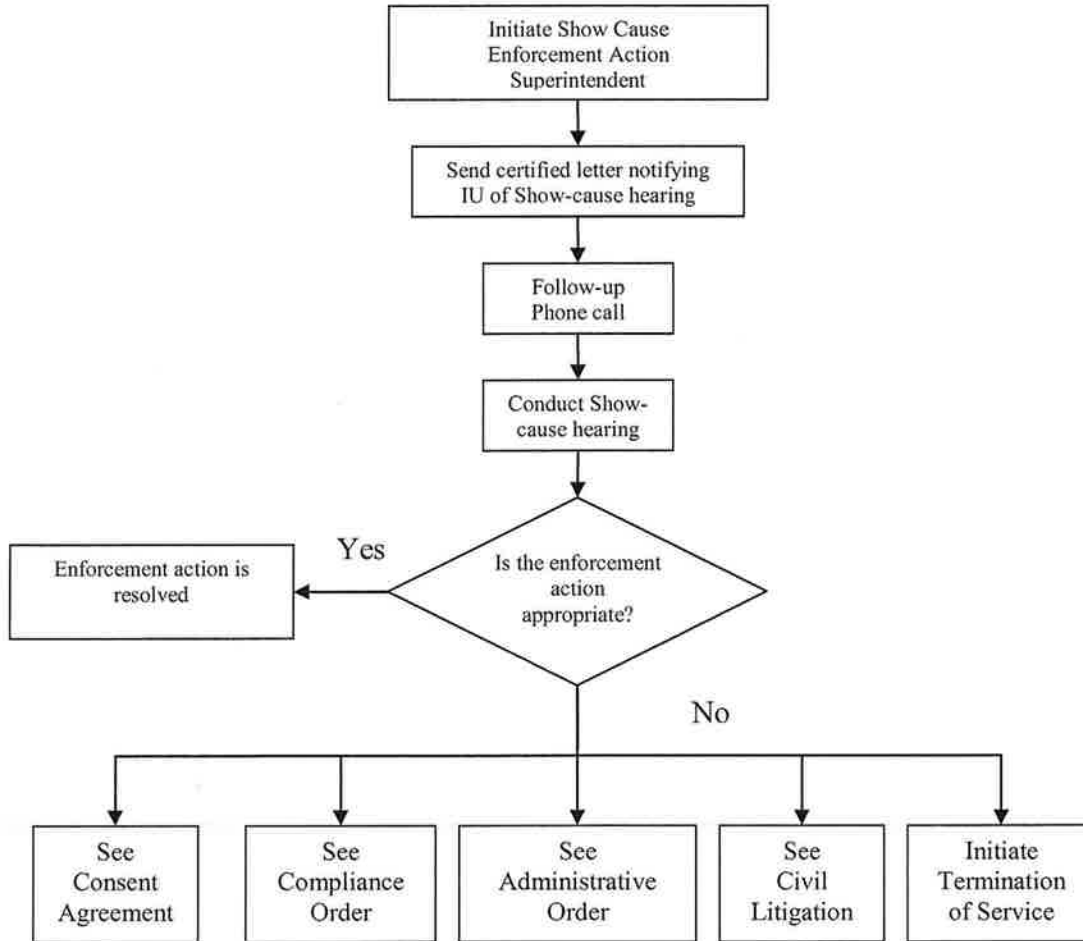 Initiate Show Cause
Enforcement Action
Superintendent
Send certified letter notifying
IU of Show-cause hearing
Follow-up
Phone call
Conduct Show-
cause hearing
Yes
Enforcement action is
resolved
Is the enforcement
action
appropriate?
No
See
Consent
Agreement
See
Compliance
Order
See
Administrative
Order
See
Civil
Litigation
Initiate
Termination
of Service